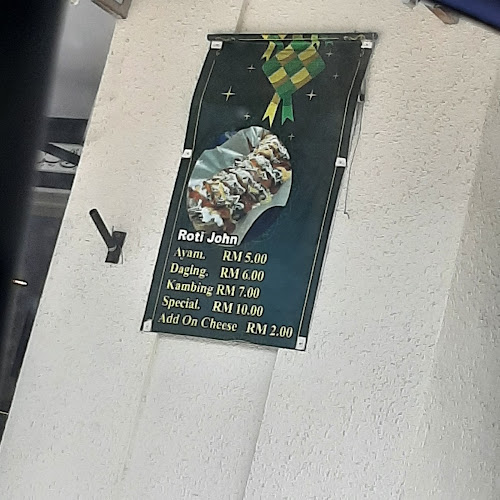 Roti John
Ayam. RM 5.00
Daging. RM 6.00
Kambing RM 7.00
Special. RM 10.00
Add On Cheese RM 2.00